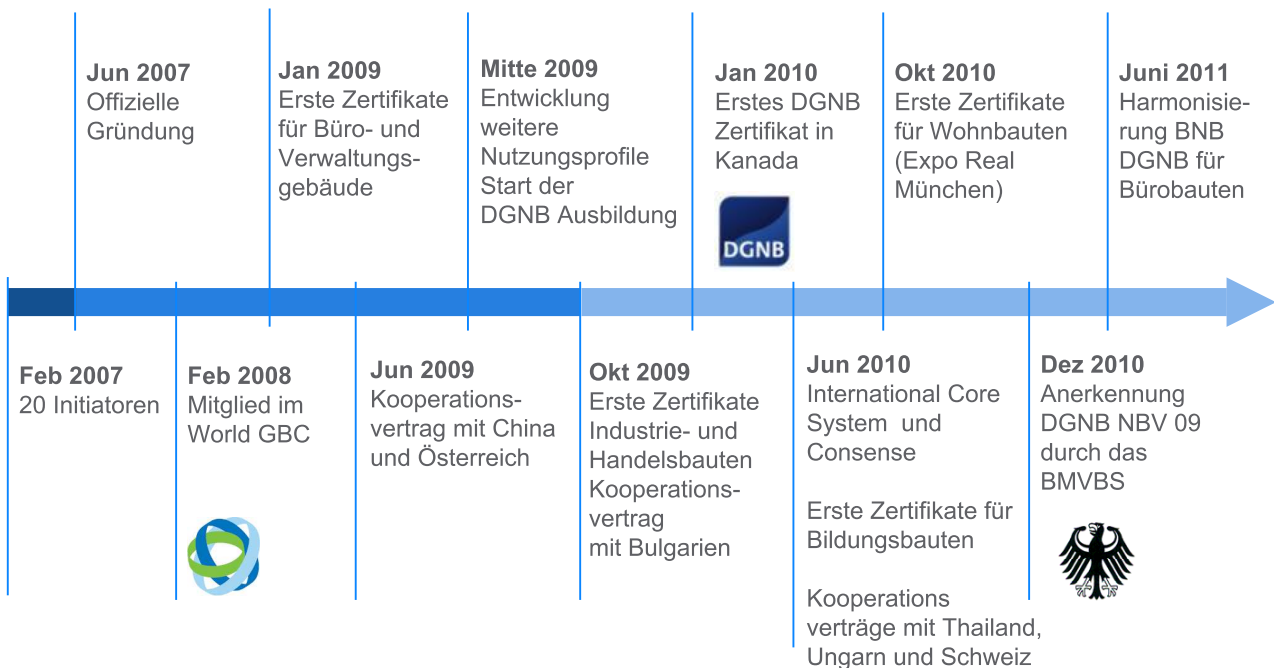 Jun 2007
Offizielle
Gründung
Jan 2009
Erste Zertifikate
für Büro- und
Verwaltungs-
gebäude
Mitte 2009
Entwicklung
weitere
Nutzungsprofile
Start der
DGNB Ausbildung
Jan 2010
Erstes DGNB
Zertifikat in
Kanada
DGNB
Okt 2010
Erste Zertifikate
für Wohnbauten
(Expo Real
München)
Juni 2011
Harmonisie-
rung BNB
DGNB für
Bürobauten
Feb 2007
20 Initiatoren
Feb 2008
Mitglied im
World GBC
Jun 2009
Kooperations-
vertrag mit China
und Österreich
Okt 2009
Erste Zertifikate
Industrie- und
Handelsbauten
Kooperations-
vertrag
mit Bulgarien
Jun 2010
International Core
System und
Consense
Erste Zertifikate für
Bildungsbauten
Kooperations
verträge mit Thailand,
Ungarn und Schweiz
Dez 2010
Anerkennung
DGNB NBV 09
durch das
BMVBS